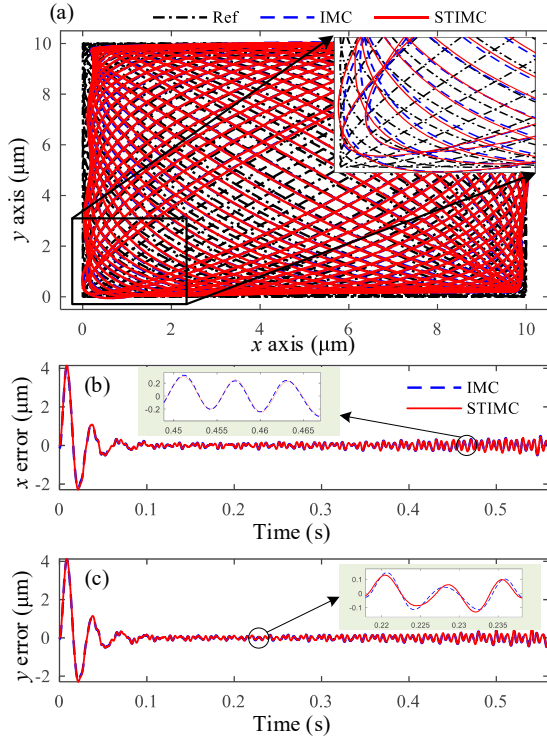 (a) Ref IMC STIMC
10
8
6
4
2
0
y axis (μm)
0 2 4 6 8 10
x axis (μm)
(b) IMC
STIMC
4
2
0
-2
x error (μm)
0.2
0
-0.2
0.45 0.455 0.46 0.465
0 0.1 0.2 0.3 0.4 0.5
Time (s)
(c)
4
2
0
-2
y error (μm)
0.1
0
-0.1
0.22 0.225 0.23 0.235
0 0.1 0.2 0.3 0.4 0.5
Time (s)